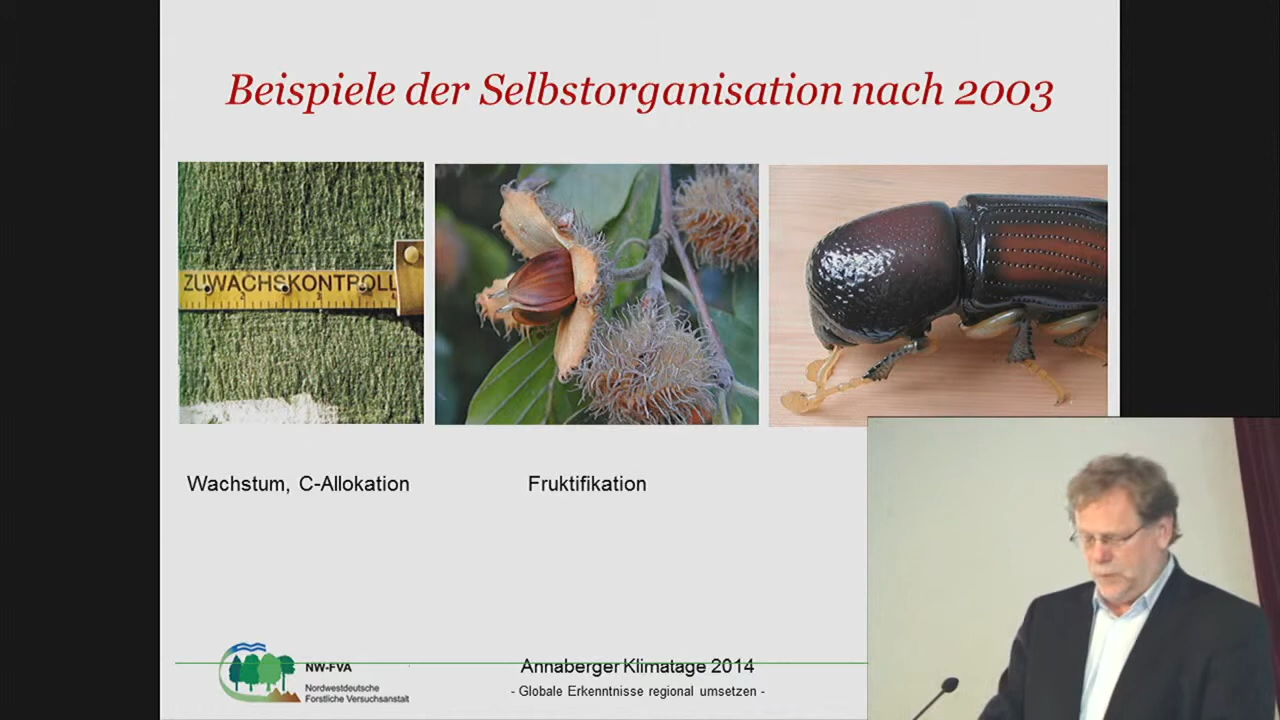 Beispiele der Selbstorganisation nach 2003
ZUWACHSKONTROLL
Wachstum, C-Allokation
Fruktifikation
NW-FVA
Nordwestdeutsche
Forstliche Versuchsanstalt
Annaberger Klimatage 2014
- Globale Erkenntnisse regional umsetzen -